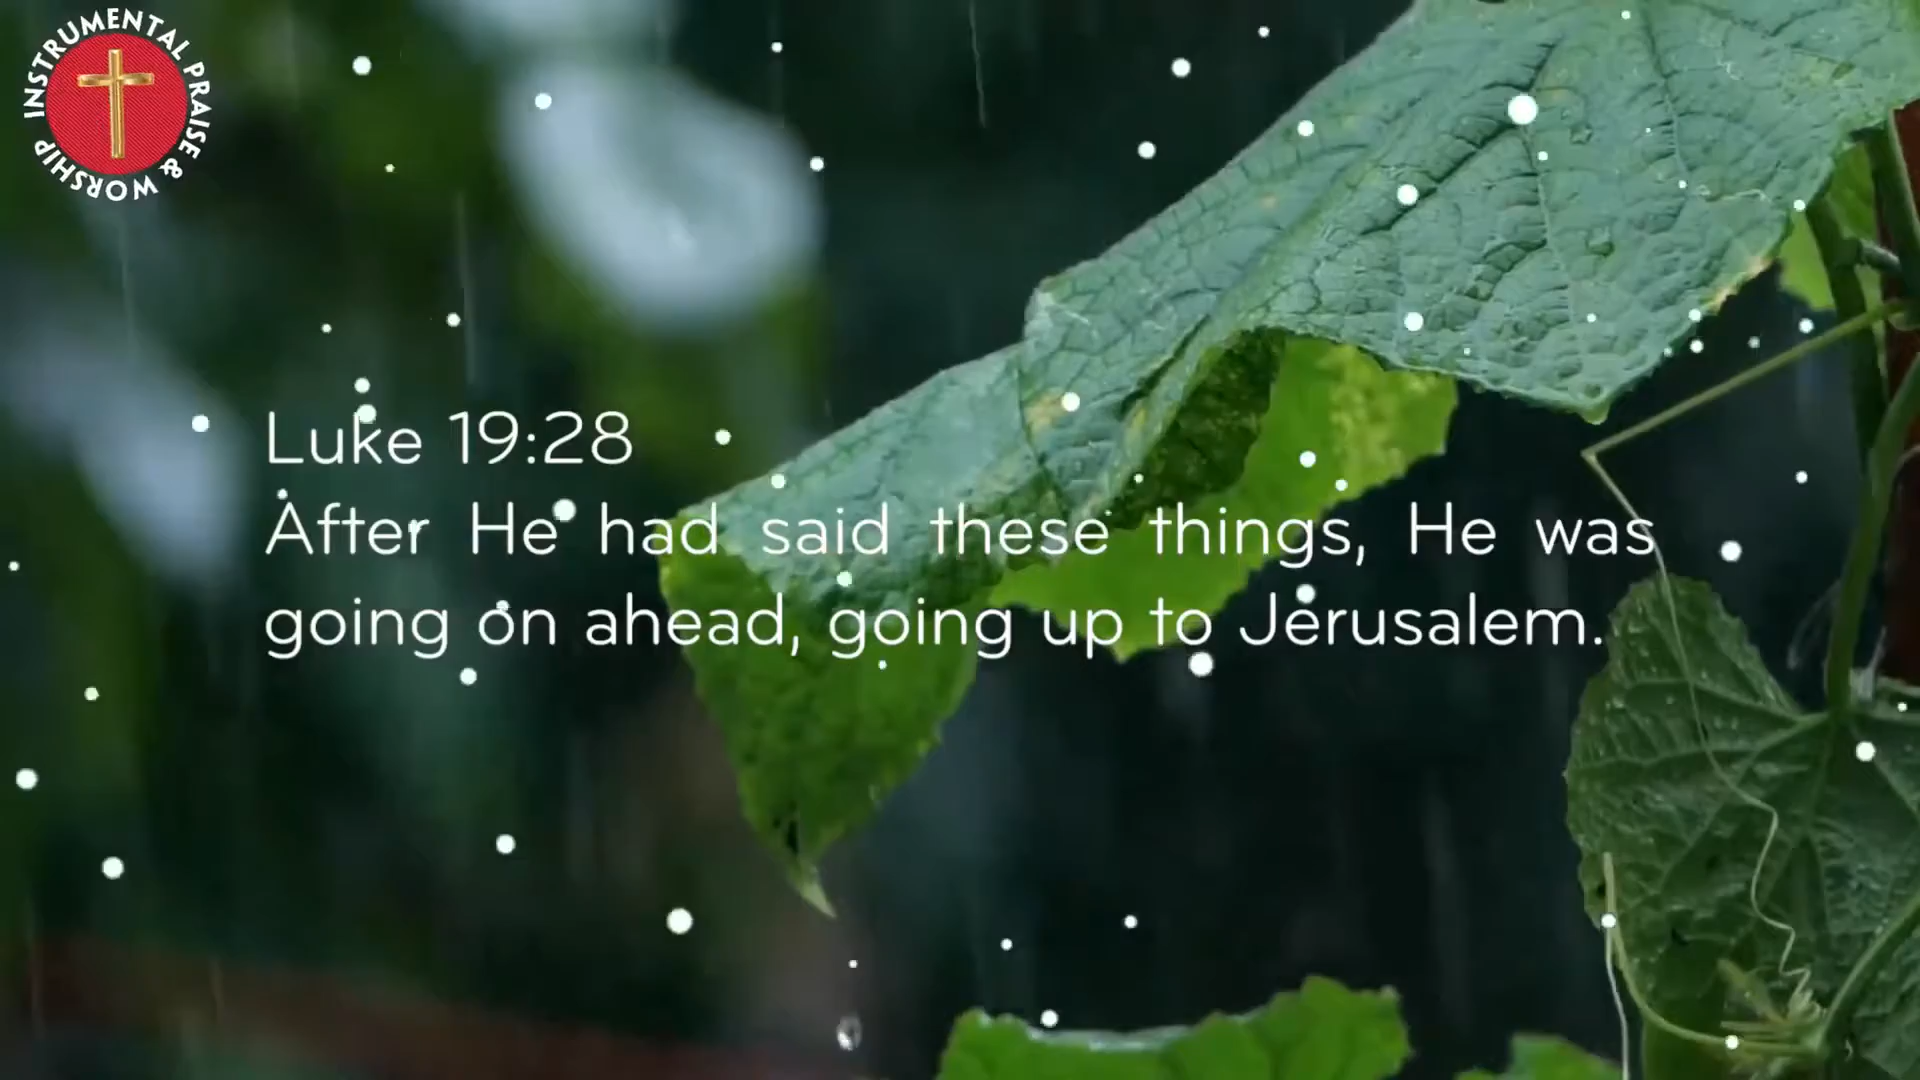 INSTRUMENTAL PRAISE & WORSHIP
Luke 19:28
After He had said these things, He was
going on ahead, going up to Jerusalem.